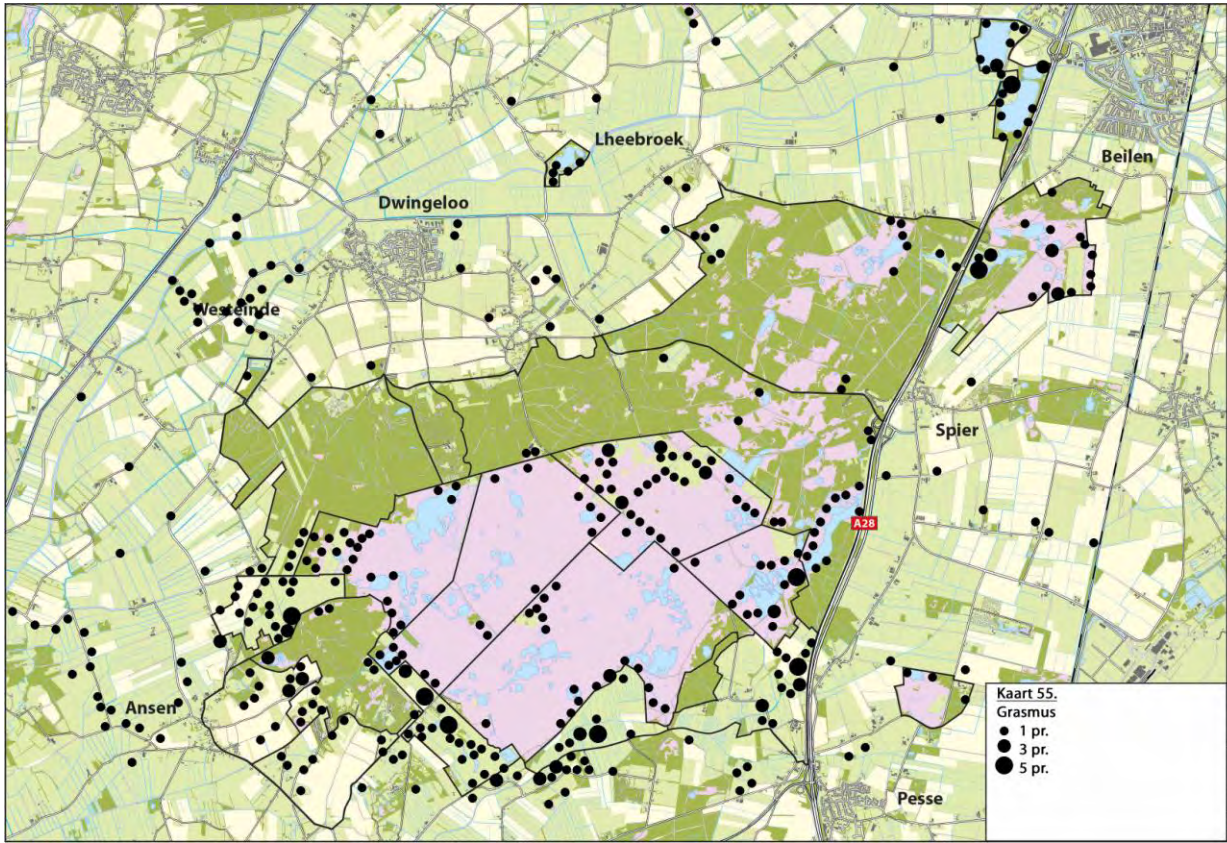 Lheebroek
Beilen
Dwingeloo
Westeinde
Spier
A28
Ansen
Pesse
Kaart 55.
Grasmus
1 pr.
3 pr.
5 pr.